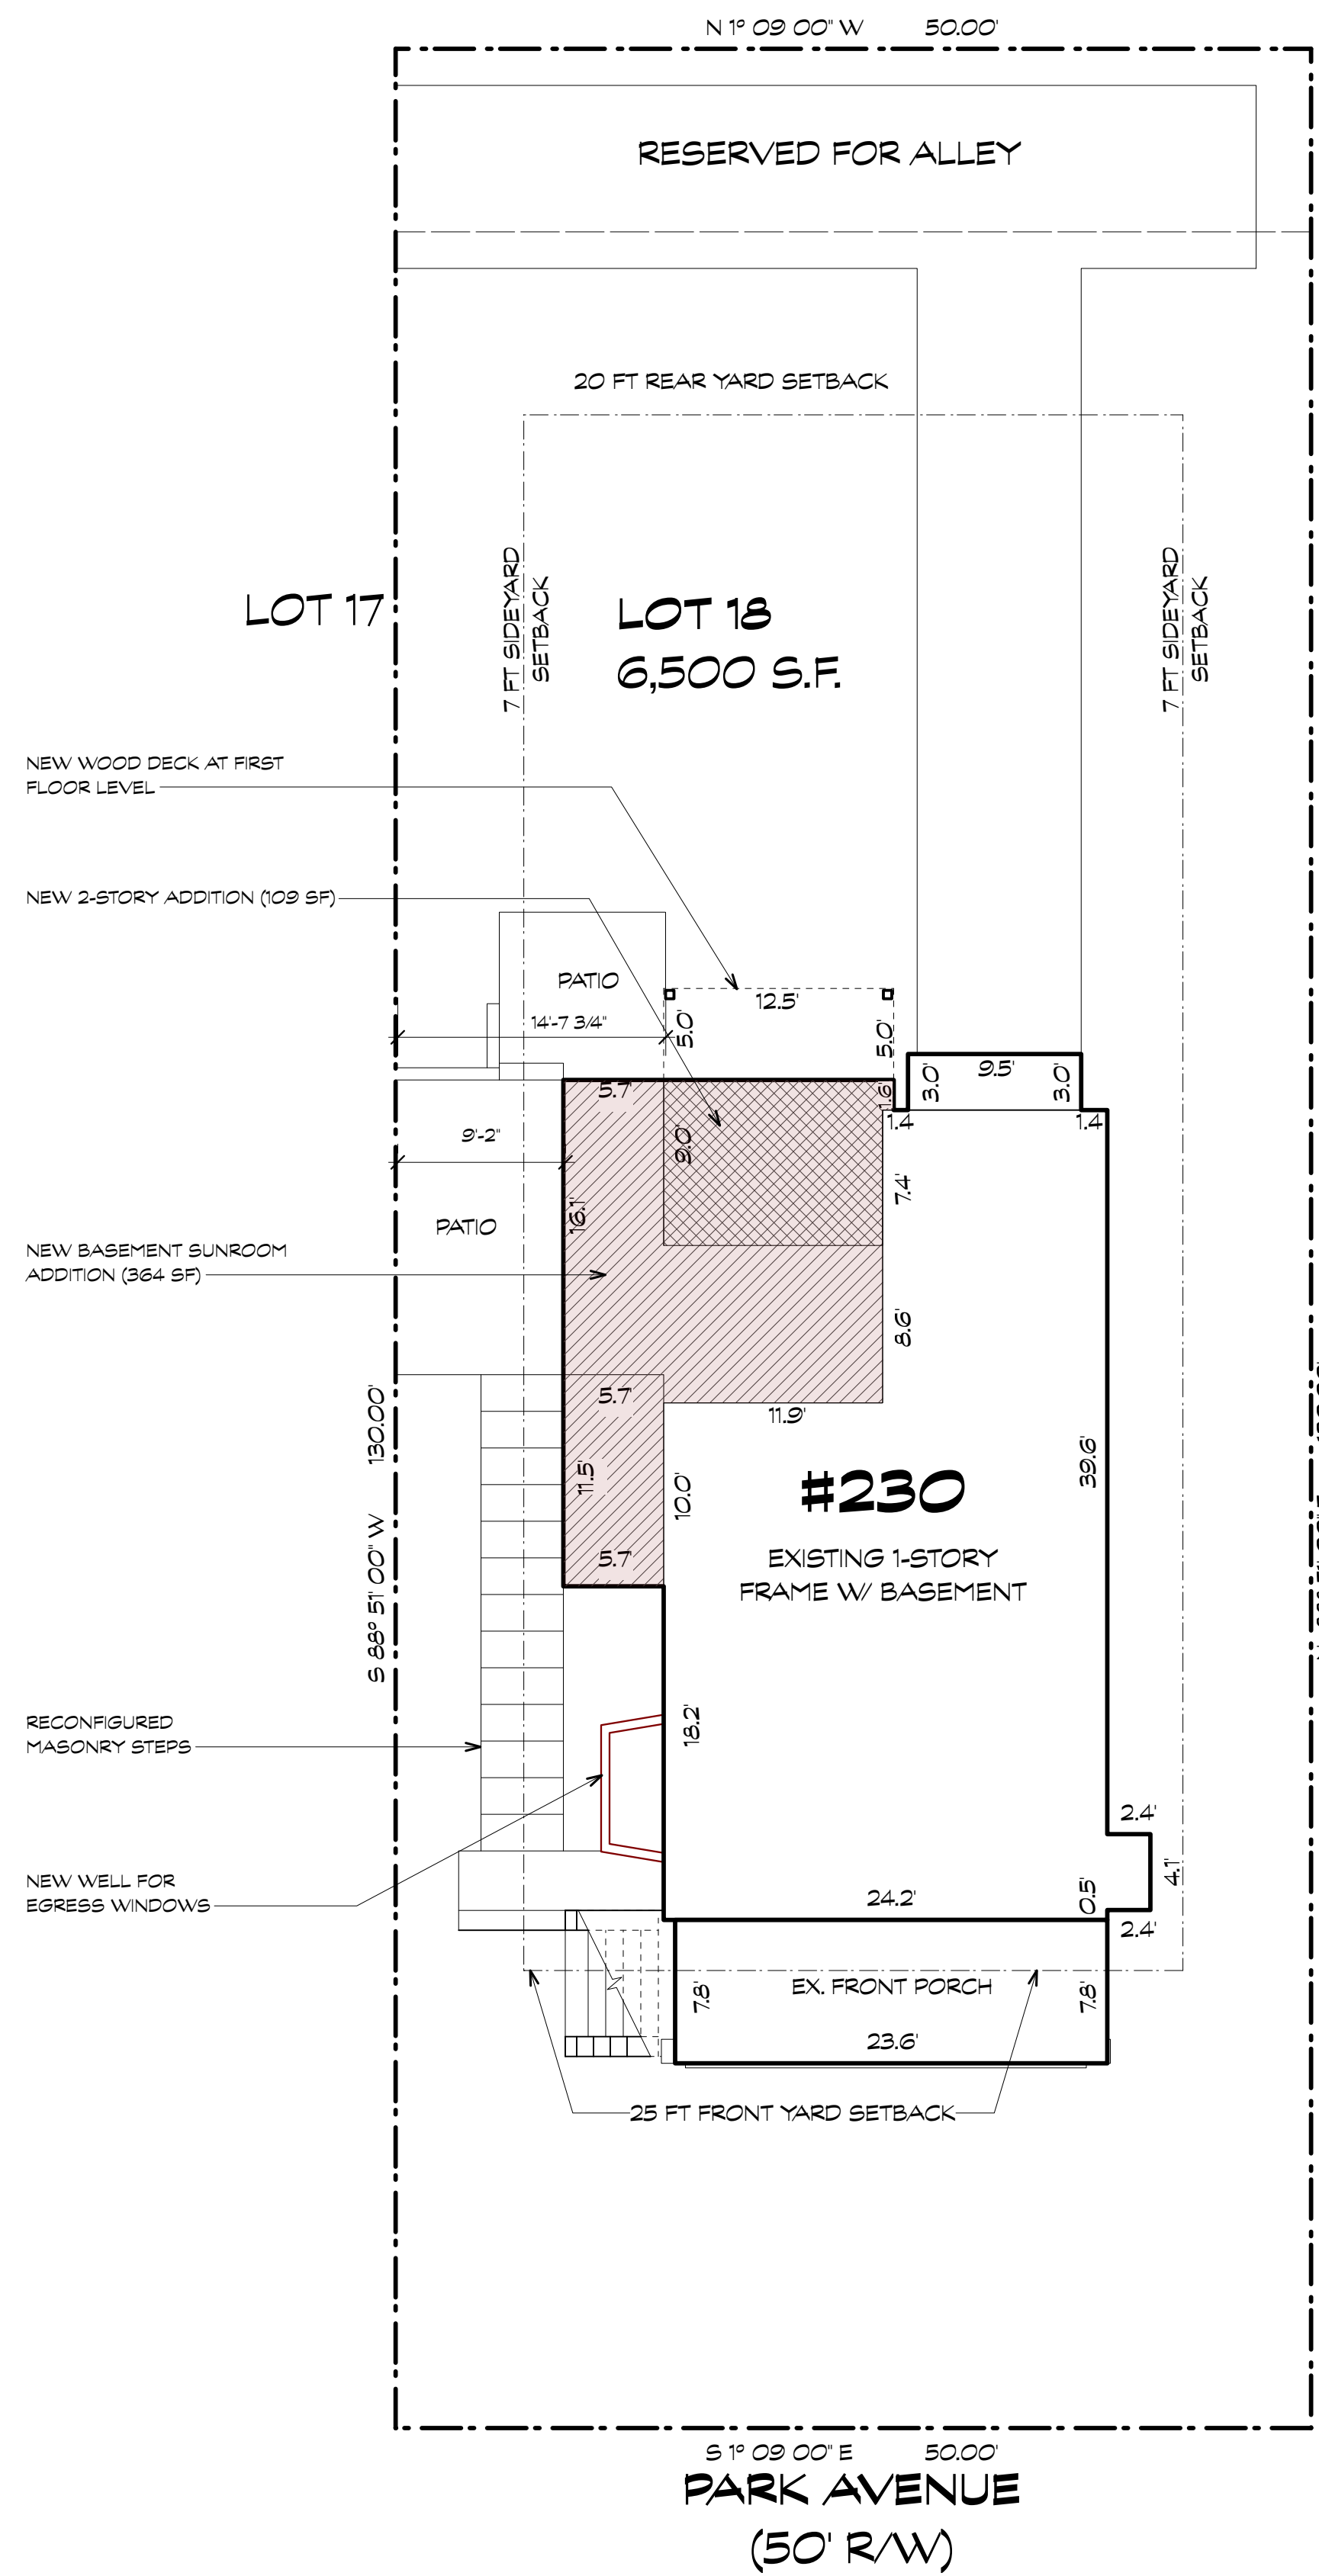 N 1° 09 00" W 50.00'
RESERVED FOR ALLEY
20 FT REAR YARD SETBACK
7 FT SIDEYARD
SETBACK
7 FT SIDEYARD
SETBACK
LOT 17
LOT 18
6,500 S.F.
NEW WOOD DECK AT FIRST
FLOOR LEVEL
NEW 2-STORY ADDITION (109 SF)
PATIO
12.5'
14'-7 3/4"
5.0'
5.0'
9.5'
3.0'
3.0'
5.7'
1.6'
1.4'
1.4'
9'-2"
9.0'
7.4'
16.1'
PATIO
NEW BASEMENT SUNROOM
ADDITION (364 SF)
8.6'
5.7'
11.9'
S 88° 51' 00" W 130.00'
11.5'
10.0'
39.6'
#230
5.7'
EXISTING 1-STORY
FRAME W/ BASEMENT
RECONFIGURED
MASONRY STEPS
18.2'
2.4'
4.1'
NEW WELL FOR
EGRESS WINDOWS
24.2'
0.5'
2.4'
7.8'
EX. FRONT PORCH
7.8'
23.6'
25 FT FRONT YARD SETBACK
S 1° 09 00" E 50.00'
PARK AVENUE
(50' R/W)